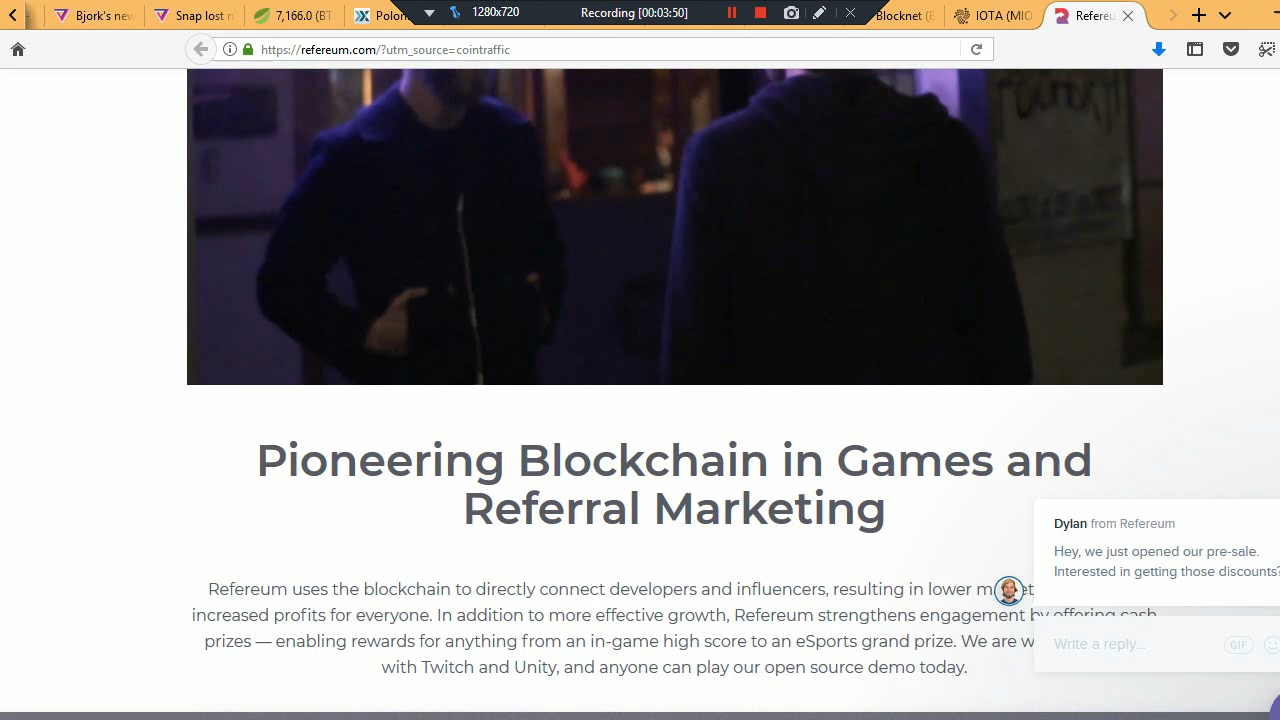 1280x720
Recording [00:03:50]
Bjork's new
Snap lost n
7,166.0 (BT
Polon
Blocknet (
IOTA (MIO
Refereu
https://refereum.com/?utm_source=cointraffic
Pioneering Blockchain in Games and
Referral Marketing
Refereum uses the blockchain to directly connect developers and influencers, resulting in lower
increased profits for everyone. In addition to more effective growth, Refereum strengthens engagement by offering cash
prizes — enabling rewards for anything from an in-game high score to an eSports grand prize. We are
with Twitch and Unity, and anyone can play our open source demo today.
Dylan from Refereum
Hey, we just opened our pre-sale.
Interested in getting those discounts?
Write a reply...
GIF